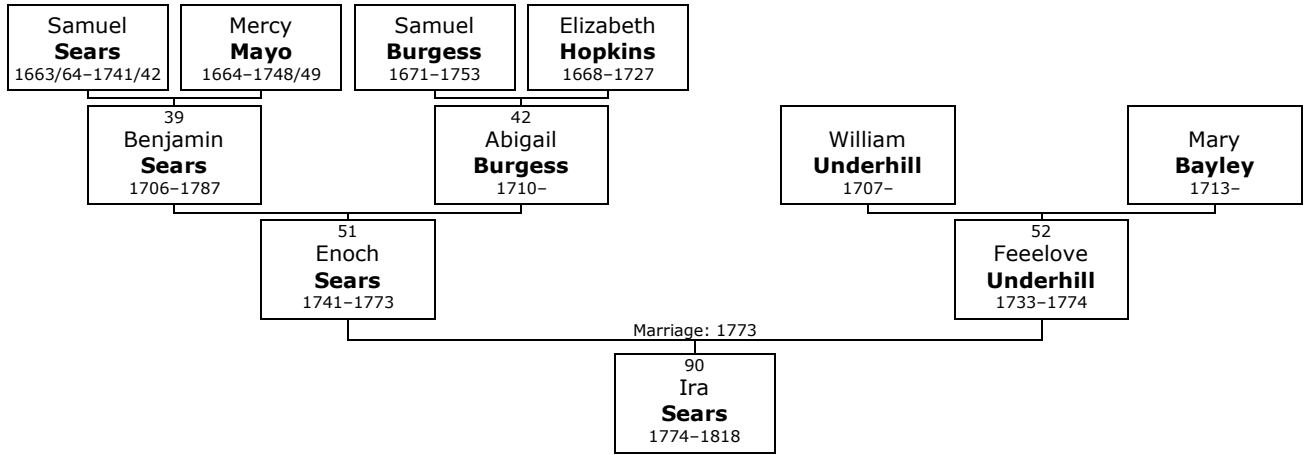 Samuel
Sears
1663/64–1741/42
Mercy
Mayo
1664–1748/49
Samuel
Burgess
1671–1753
Elizabeth
Hopkins
1668–1727
39
Benjamin
Sears
1706–1787
42
Abigail
Burgess
1710–
William
Underhill
1707–
Mary
Bayley
1713–
51
Enoch
Sears
1741–1773
52
Feeelove
Underhill
1733–1774
Marriage: 1773
90
Ira
Sears
1774–1818